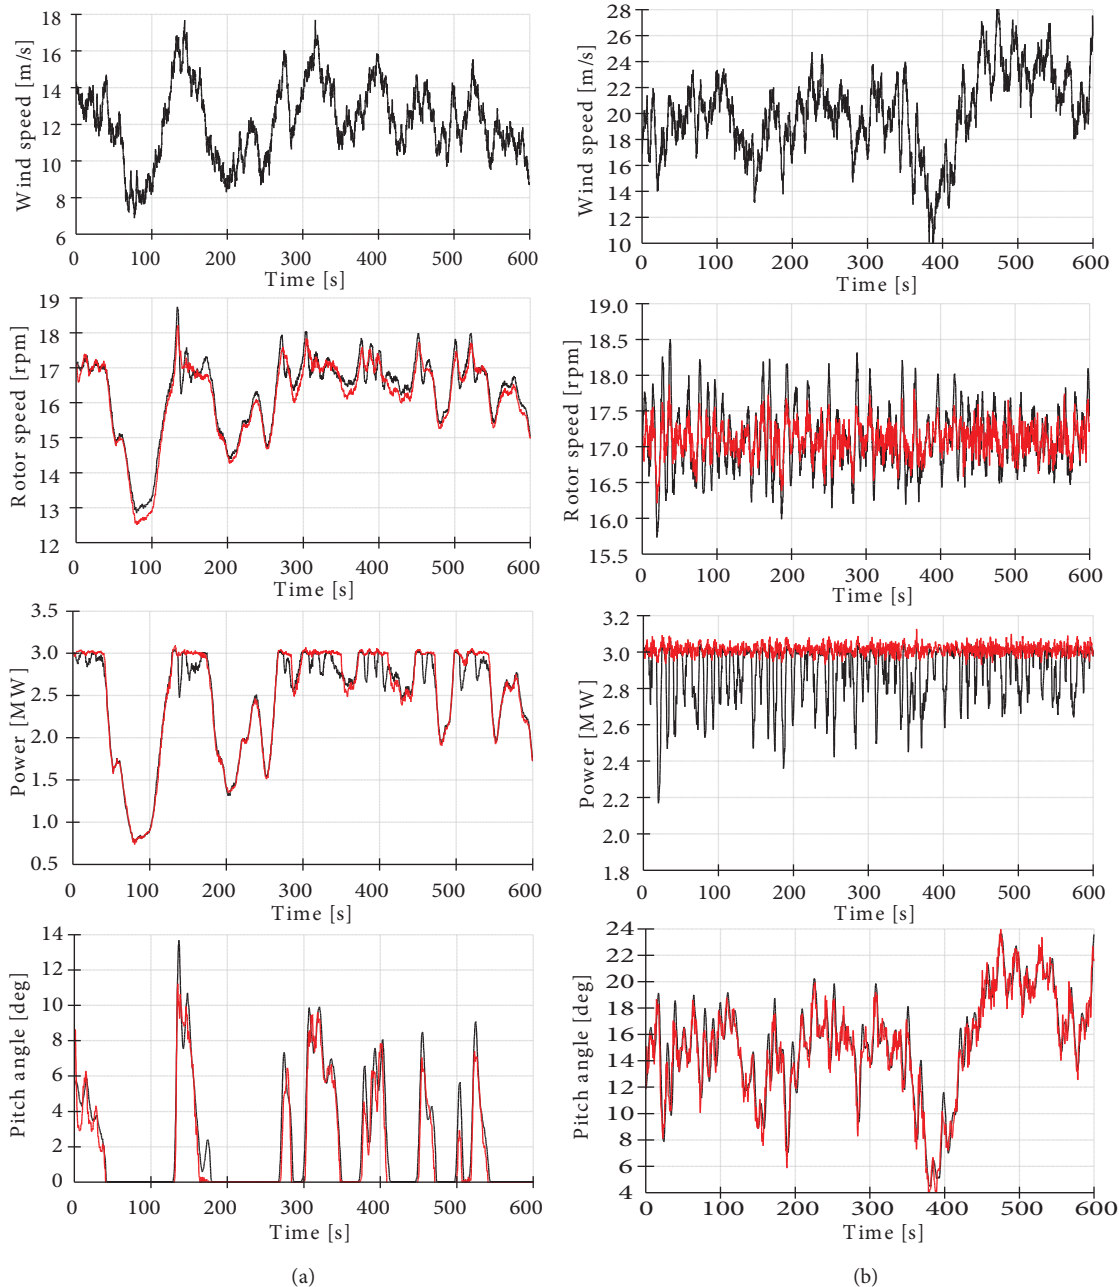 18
16
14
12
10
8
6
Wind speed [m/s]
0 100 200 300 400 500 600
Time [s]
28
26
24
22
20
18
16
14
12
10
Wind speed [m/s]
0 100 200 300 400 500 600
Time [s]
19
18
17
16
15
14
13
12
Rotor speed [rpm]
0 100 200 300 400 500 600
Time [s]
19.0
18.5
18.0
17.5
17.0
16.5
16.0
15.5
Rotor speed [rpm]
0 100 200 300 400 500 600
Time [s]
3.5
3.0
2.5
2.0
1.5
1.0
0.5
Power [MW]
0 100 200 300 400 500 600
Time [s]
3.2
3.0
2.8
2.6
2.4
2.2
2.0
1.8
Power [MW]
0 100 200 300 400 500 600
Time [s]
14
12
10
8
6
4
2
0
Pitch angle [deg]
0 100 200 300 400 500 600
Time [s]
24
22
20
18
16
14
12
10
8
6
4
Pitch angle [deg]
0 100 200 300 400 500 600
Time [s]
(a)
(b)